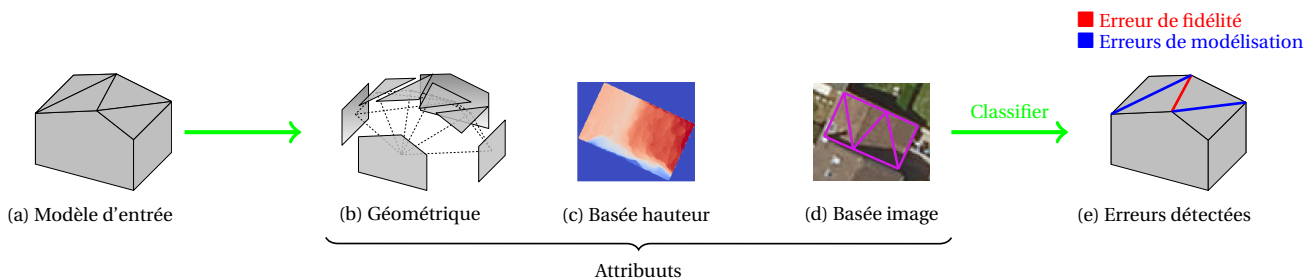 Erreur de fidélité
Erreurs de modélisation
Classifier
(a) Modèle d'entrée
(b) Géométrique
(c) Basée hauteur
(d) Basée image
(e) Erreurs détectées
Attribuuts